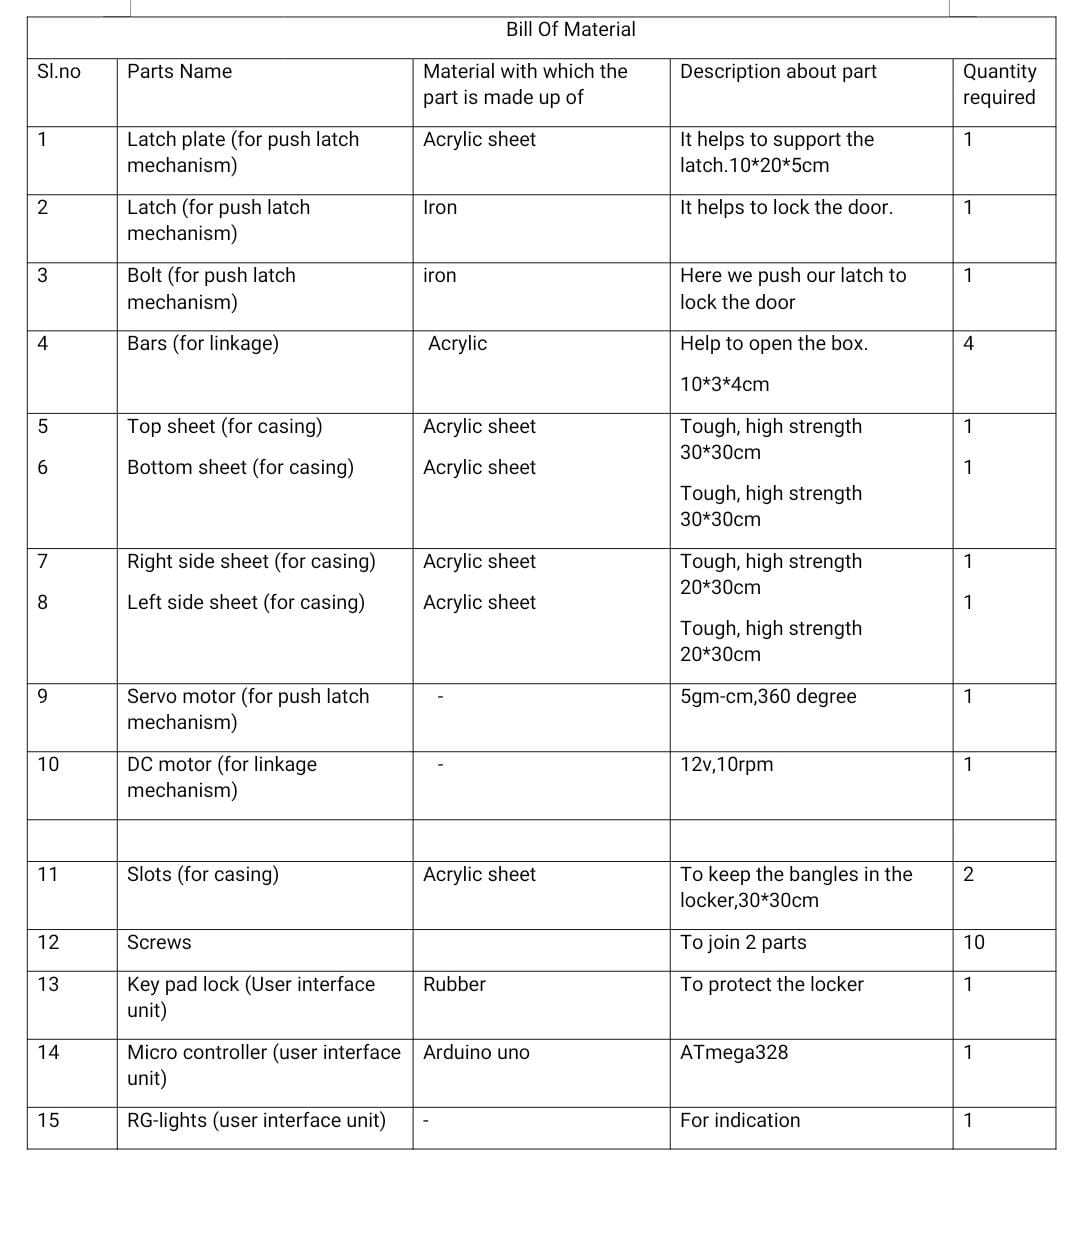 Bill Of Material
Sl.no Parts Name Material with which the Description about part Quantity
part is made up of required
1 Latch plate (for push latch Acrylic sheet It helps to support the 1
mechanism) latch.10*20*5cm
2 Latch (for push latch Iron It helps to lock the door. 1
mechanism)
3 Bolt (for push latch iron Here we push our latch to 1
mechanism) lock the door
4 Bars (for linkage) Acrylic Help to open the box. 4
10*3*4cm
5 Top sheet (for casing) Acrylic sheet Tough, high strength 1
30*30cm
6 Bottom sheet (for casing) Acrylic sheet 1
Tough, high strength
30*30cm
7 Right side sheet (for casing) Acrylic sheet Tough, high strength 1
20*30cm
8 Left side sheet (for casing) Acrylic sheet 1
Tough, high strength
20*30cm
9 Servo motor (for push latch - 5gm-cm,360 degree 1
mechanism)
10 DC motor (for linkage - 12v,10rpm 1
mechanism)
11 Slots (for casing) Acrylic sheet To keep the bangles in the 2
locker,30*30cm
12 Screws To join 2 parts 10
13 Key pad lock (User interface Rubber To protect the locker 1
unit)
14 Micro controller (user interface Arduino uno ATmega328 1
unit)
15 RG-lights (user interface unit) - For indication 1